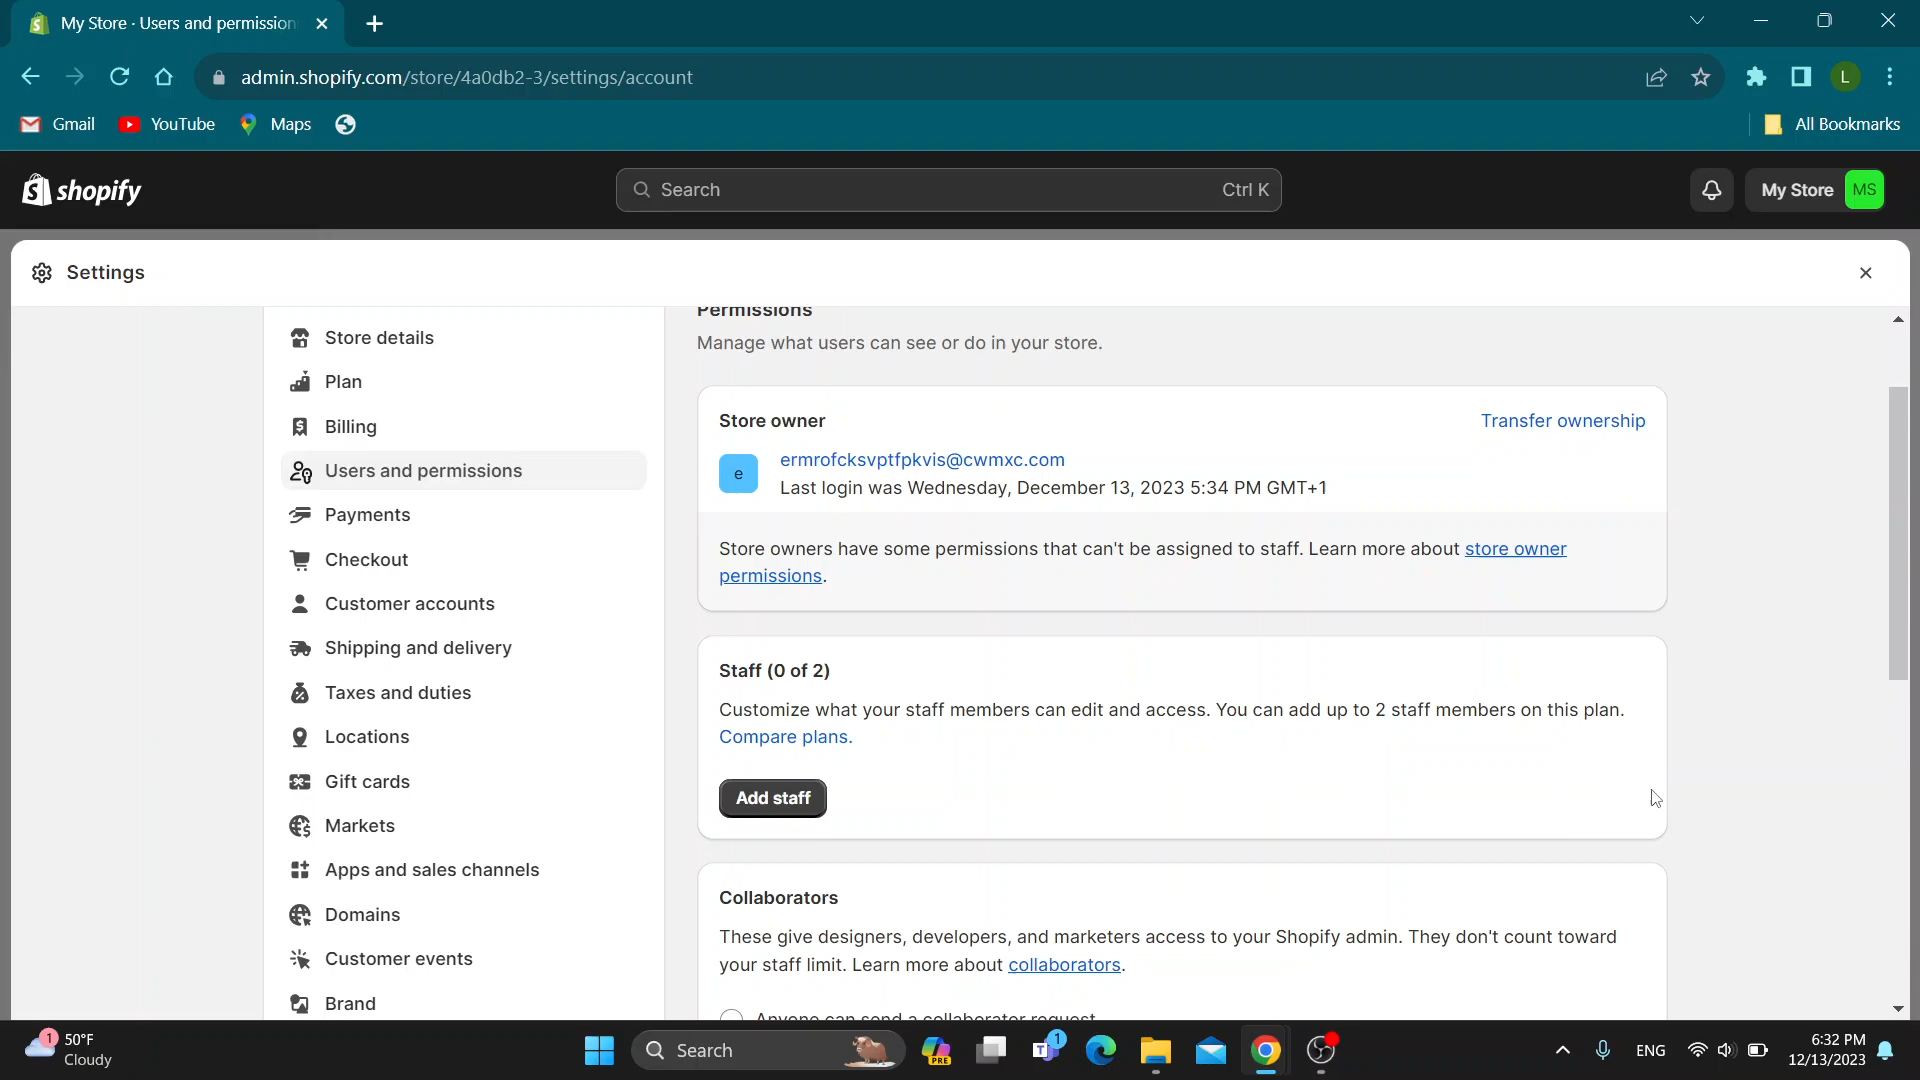 My Store · Users and permission
admin.shopify.com/store/4a0db2-3/settings/account
L
Gmail
YouTube
Maps
All Bookmarks
shopify
Search
Ctrl K
My Store
MS
Settings
Store details
Plan
Billing
Users and permissions
Payments
Checkout
Customer accounts
Shipping and delivery
Taxes and duties
Locations
Gift cards
Markets
Apps and sales channels
Domains
Customer events
Brand
Permissions
Manage what users can see or do in your store.
Store owner
Transfer ownership
e
ermrofcksvptfpkvis@cwmxc.com
Last login was Wednesday, December 13, 2023 5:34 PM GMT+1
Store owners have some permissions that can't be assigned to staff. Learn more about store owner
permissions.
Staff (0 of 2)
Customize what your staff members can edit and access. You can add up to 2 staff members on this plan.
Compare plans.
Add staff
Collaborators
These give designers, developers, and marketers access to your Shopify admin. They don't count toward
your staff limit. Learn more about collaborators.
Anyone can send a collaborator request
1
50°F
Cloudy
Search
PRE
1
ENG
6:32 PM
12/13/2023